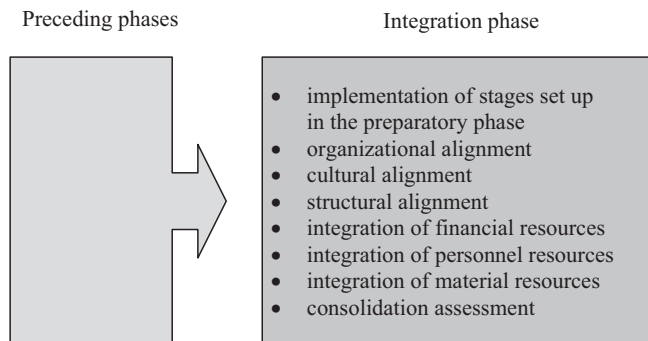 Preceding phases
Integration phase
• implementation of stages set up
in the preparatory phase
• organizational alignment
• cultural alignment
• structural alignment
• integration of financial resources
• integration of personnel resources
• integration of material resources
• consolidation assessment